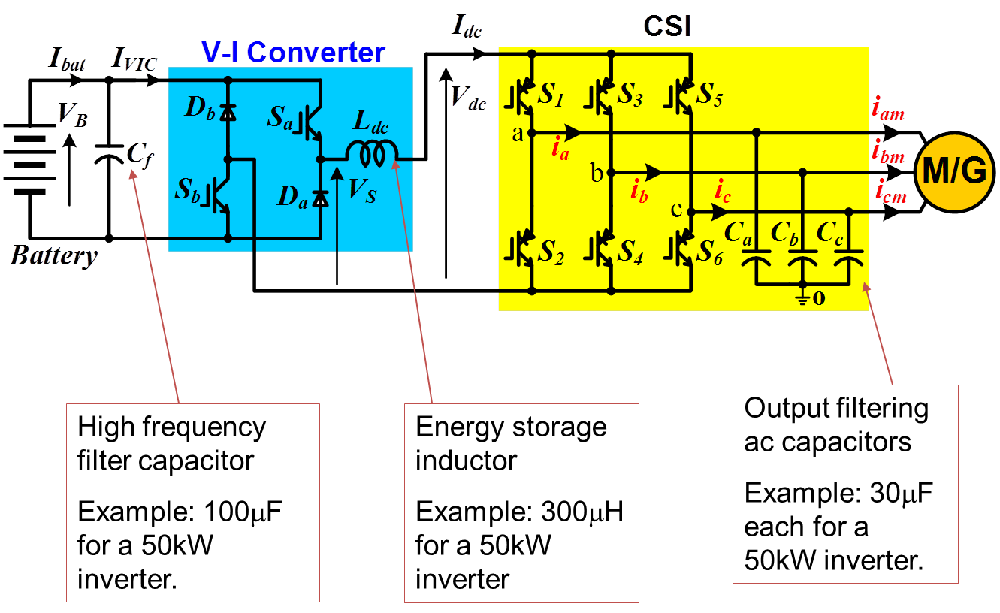 CSI
V-I Converter
I_dc
I_bat
I_VIC
V_B
C_f
Battery
D_b
S_a
L_dc
S_b
D_a
V_S
V_dc
S_1
S_3
S_5
a
i_a
b
i_b
c
i_c
S_2
S_4
S_6
C_a
C_b
C_c
o
i_am
i_bm
i_cm
M/G
High frequency
filter capacitor
Example: 100μF
for a 50kW
inverter.
Energy storage
inductor
Example: 300μH
for a 50kW
inverter
Output filtering
ac capacitors
Example: 30μF
each for a
50kW inverter.